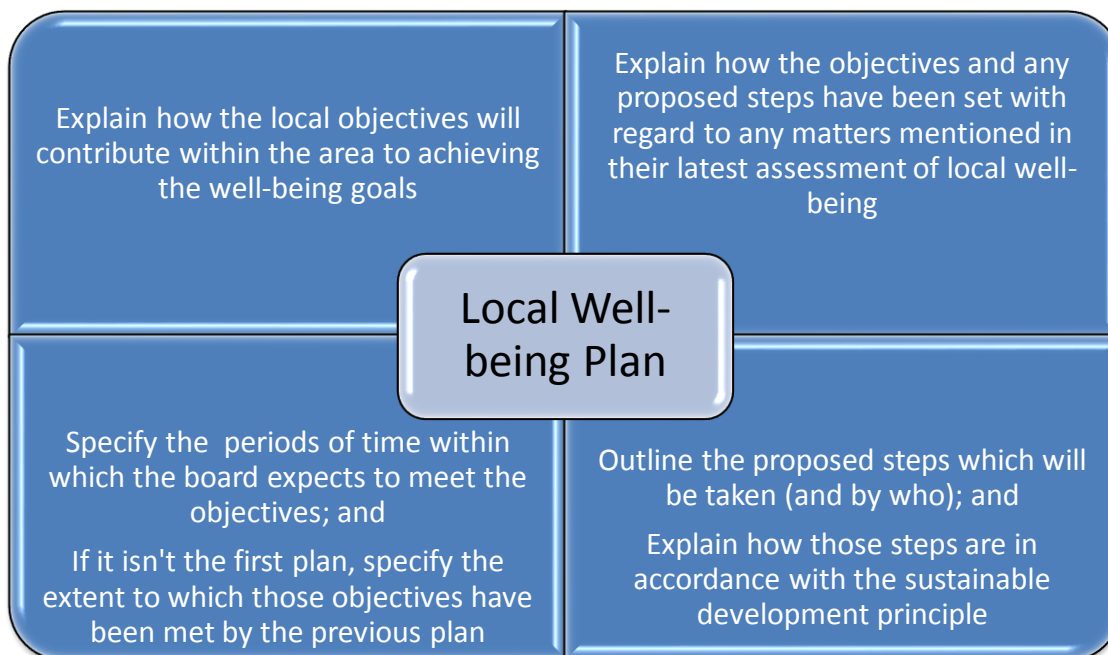 Explain how the local objectives will
contribute within the area to achieving
the well-being goals
Explain how the objectives and any
proposed steps have been set with
regard to any matters mentioned in
their latest assessment of local well-
being
Local Well-
being Plan
Specify the  periods of time within
which the board expects to meet the
objectives; and
If it isn't the first plan, specify the
extent to which those objectives have
been met by the previous plan
Outline the proposed steps which will
be taken (and by who); and
Explain how those steps are in
accordance with the sustainable
development principle